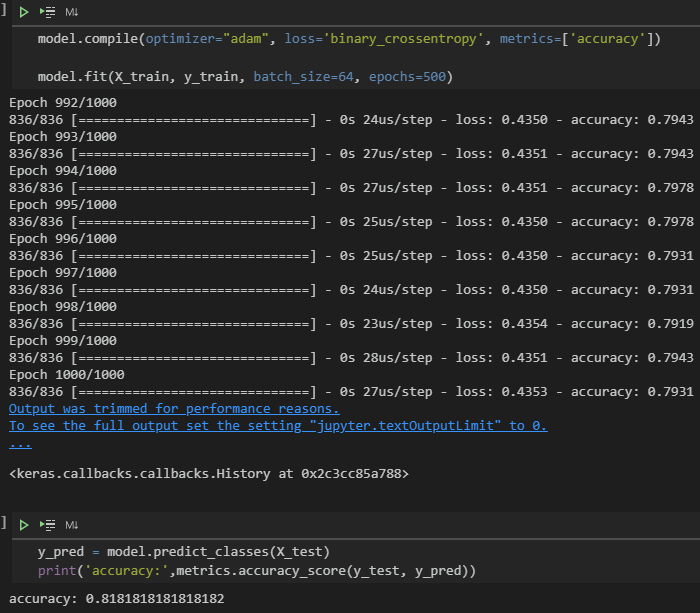 ] M↓
model.compile(optimizer="adam", loss='binary_crossentropy', metrics=['accuracy'])
model.fit(X_train, y_train, batch_size=64, epochs=500)
Epoch 992/1000
836/836 [==============================] - 0s 24us/step - loss: 0.4350 - accuracy: 0.7943
Epoch 993/1000
836/836 [==============================] - 0s 27us/step - loss: 0.4351 - accuracy: 0.7943
Epoch 994/1000
836/836 [==============================] - 0s 27us/step - loss: 0.4351 - accuracy: 0.7978
Epoch 995/1000
836/836 [==============================] - 0s 25us/step - loss: 0.4350 - accuracy: 0.7978
Epoch 996/1000
836/836 [==============================] - 0s 25us/step - loss: 0.4350 - accuracy: 0.7931
Epoch 997/1000
836/836 [==============================] - 0s 24us/step - loss: 0.4350 - accuracy: 0.7931
Epoch 998/1000
836/836 [==============================] - 0s 23us/step - loss: 0.4354 - accuracy: 0.7919
Epoch 999/1000
836/836 [==============================] - 0s 28us/step - loss: 0.4351 - accuracy: 0.7943
Epoch 1000/1000
836/836 [==============================] - 0s 27us/step - loss: 0.4353 - accuracy: 0.7931
Output was trimmed for performance reasons.
To see the full output set the setting "jupyter.textOutputLimit" to 0.
...
<keras.callbacks.callbacks.History at 0x2c3cc85a788>
] M↓
y_pred = model.predict_classes(X_test)
print('accuracy:',metrics.accuracy_score(y_test, y_pred))
accuracy: 0.8181818181818182